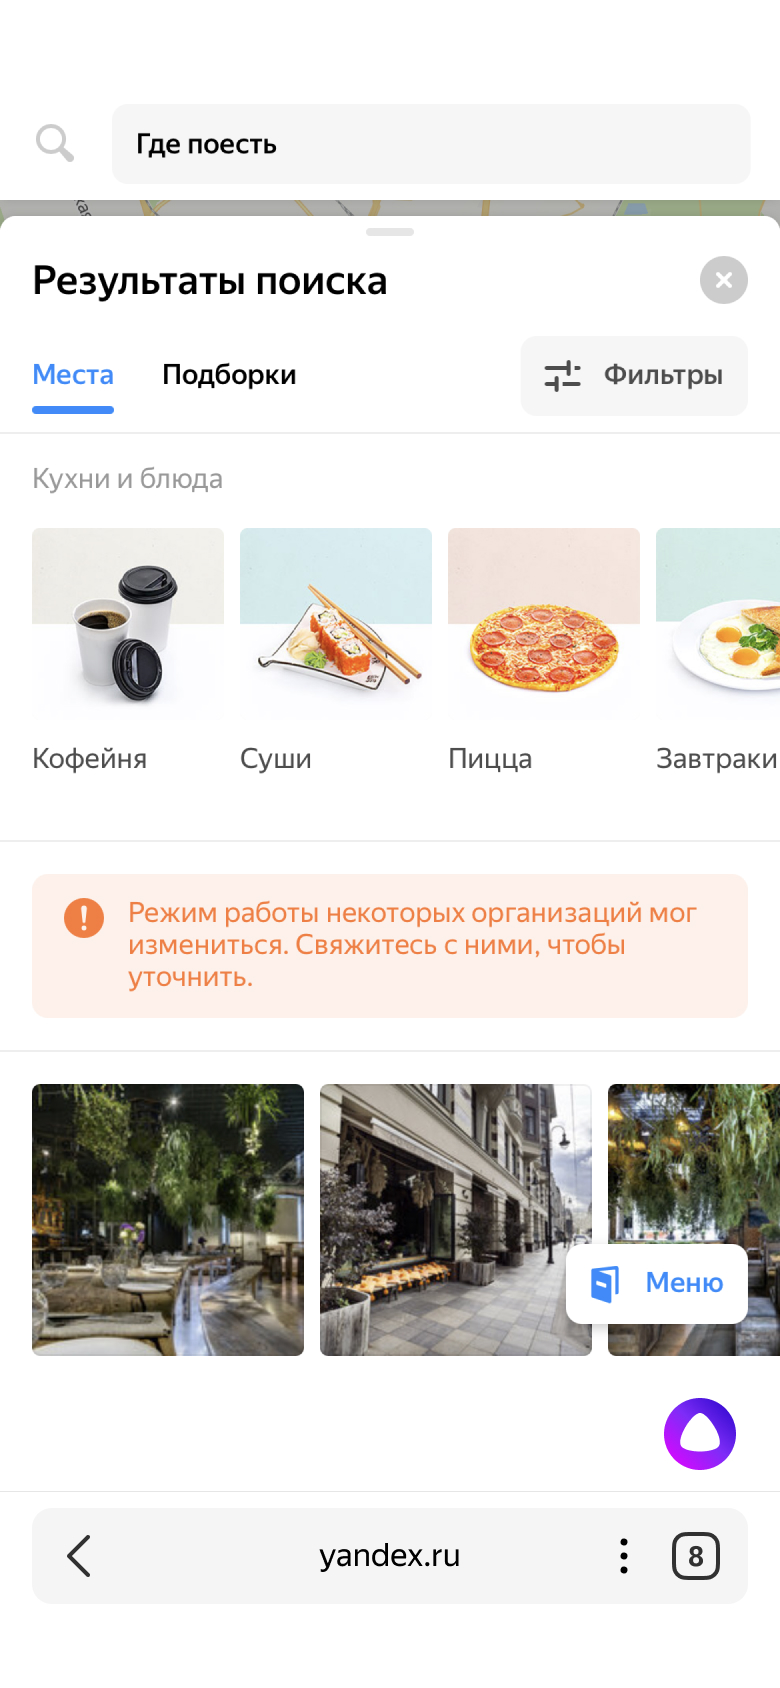 Где поесть
Результаты поиска
Места
Подборки
Фильтры
Кухни и блюда
Кофейня
Суши
Пицца
Завтраки
Режим работы некоторых организаций мог
измениться. Свяжитесь с ними, чтобы
уточнить.
Меню
yandex.ru
8